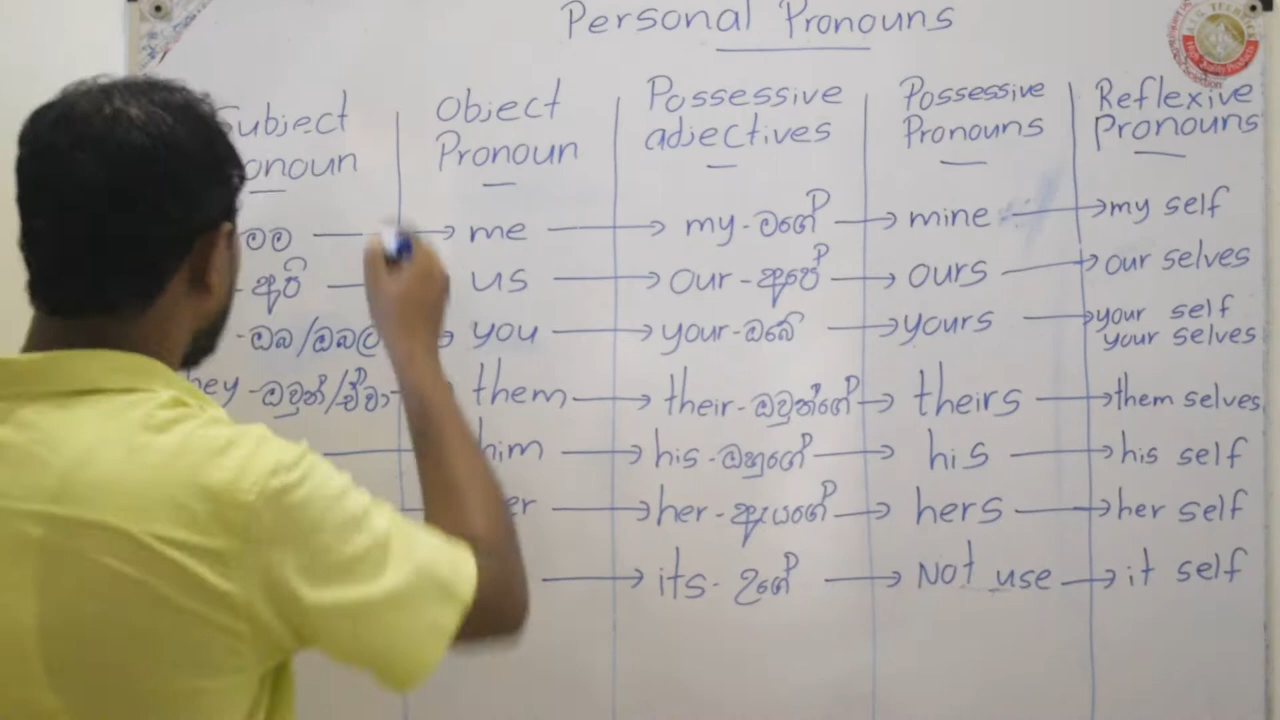 Personal Pronouns
Subject Pronoun | Object Pronoun | Possessive adjectives | Possessive Pronouns | Reflexive Pronouns
මම → me → my - මගේ → mine → my self
අපි us → our - අපේ → ours → our selves
ඔබ/ඔබල you → your - ඔබේ → yours → your self your selves
hey - ඔවුන්/ඒවා them → their - ඔවුන්ගේ → theirs → them selves
him → his - ඔහුගේ → his → his self
er → her - ඇයගේ → hers → her self
→ its - උගේ → Not use → it self